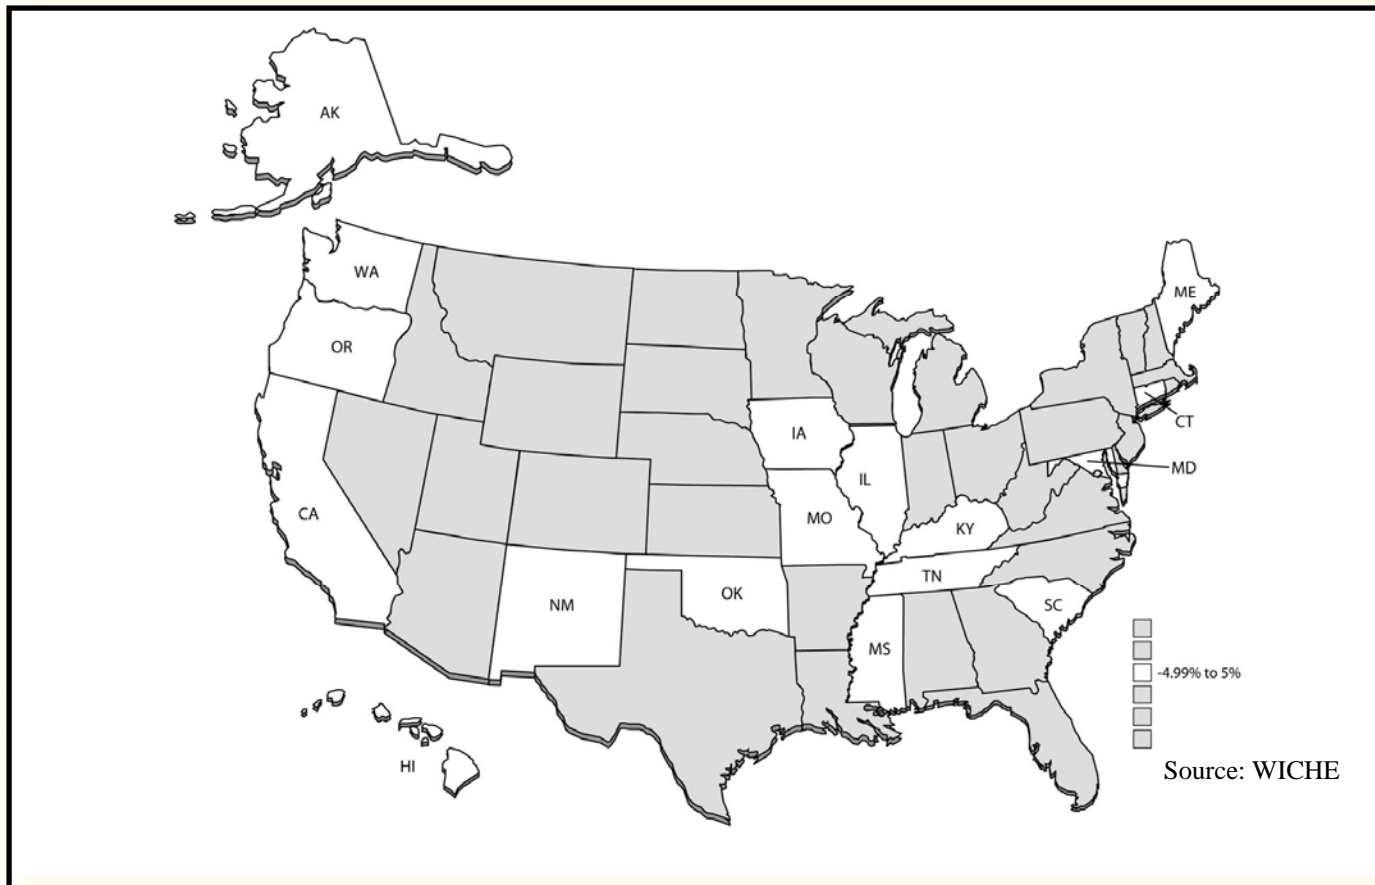 AK
WA
ME
OR
CT
IA
MD
IL
CA
MO
KY
TN
OK
NM
SC
MS
-4.99% to 5%
HI
Source: WICHE